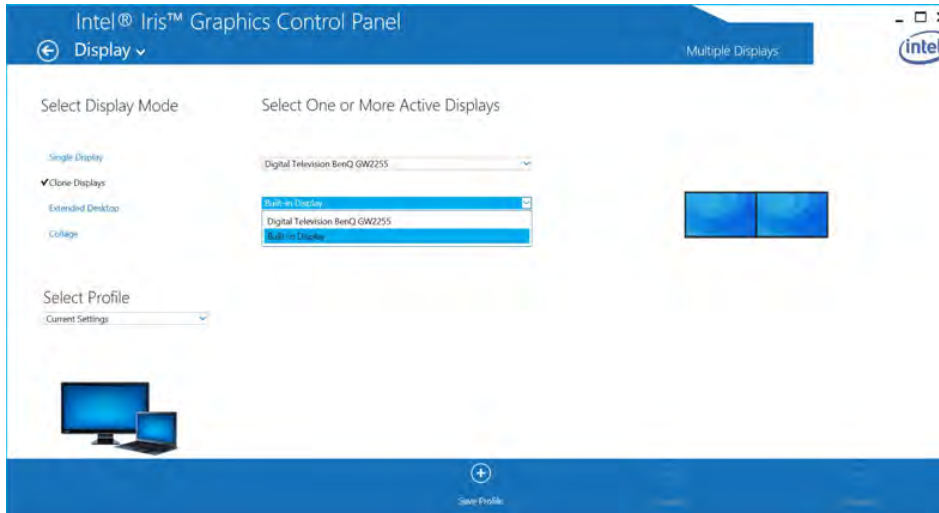 Intel® Iris™ Graphics Control Panel
Display
Multiple Displays
intel
Select Display Mode
Single Display
Clone Displays
Extended Desktop
Collage
Select One or More Active Displays
Digital Television BenQ GW2255
Built-in Display
Digital Television BenQ GW2255
Built-in Display
Select Profile
Current Settings
Save Profile